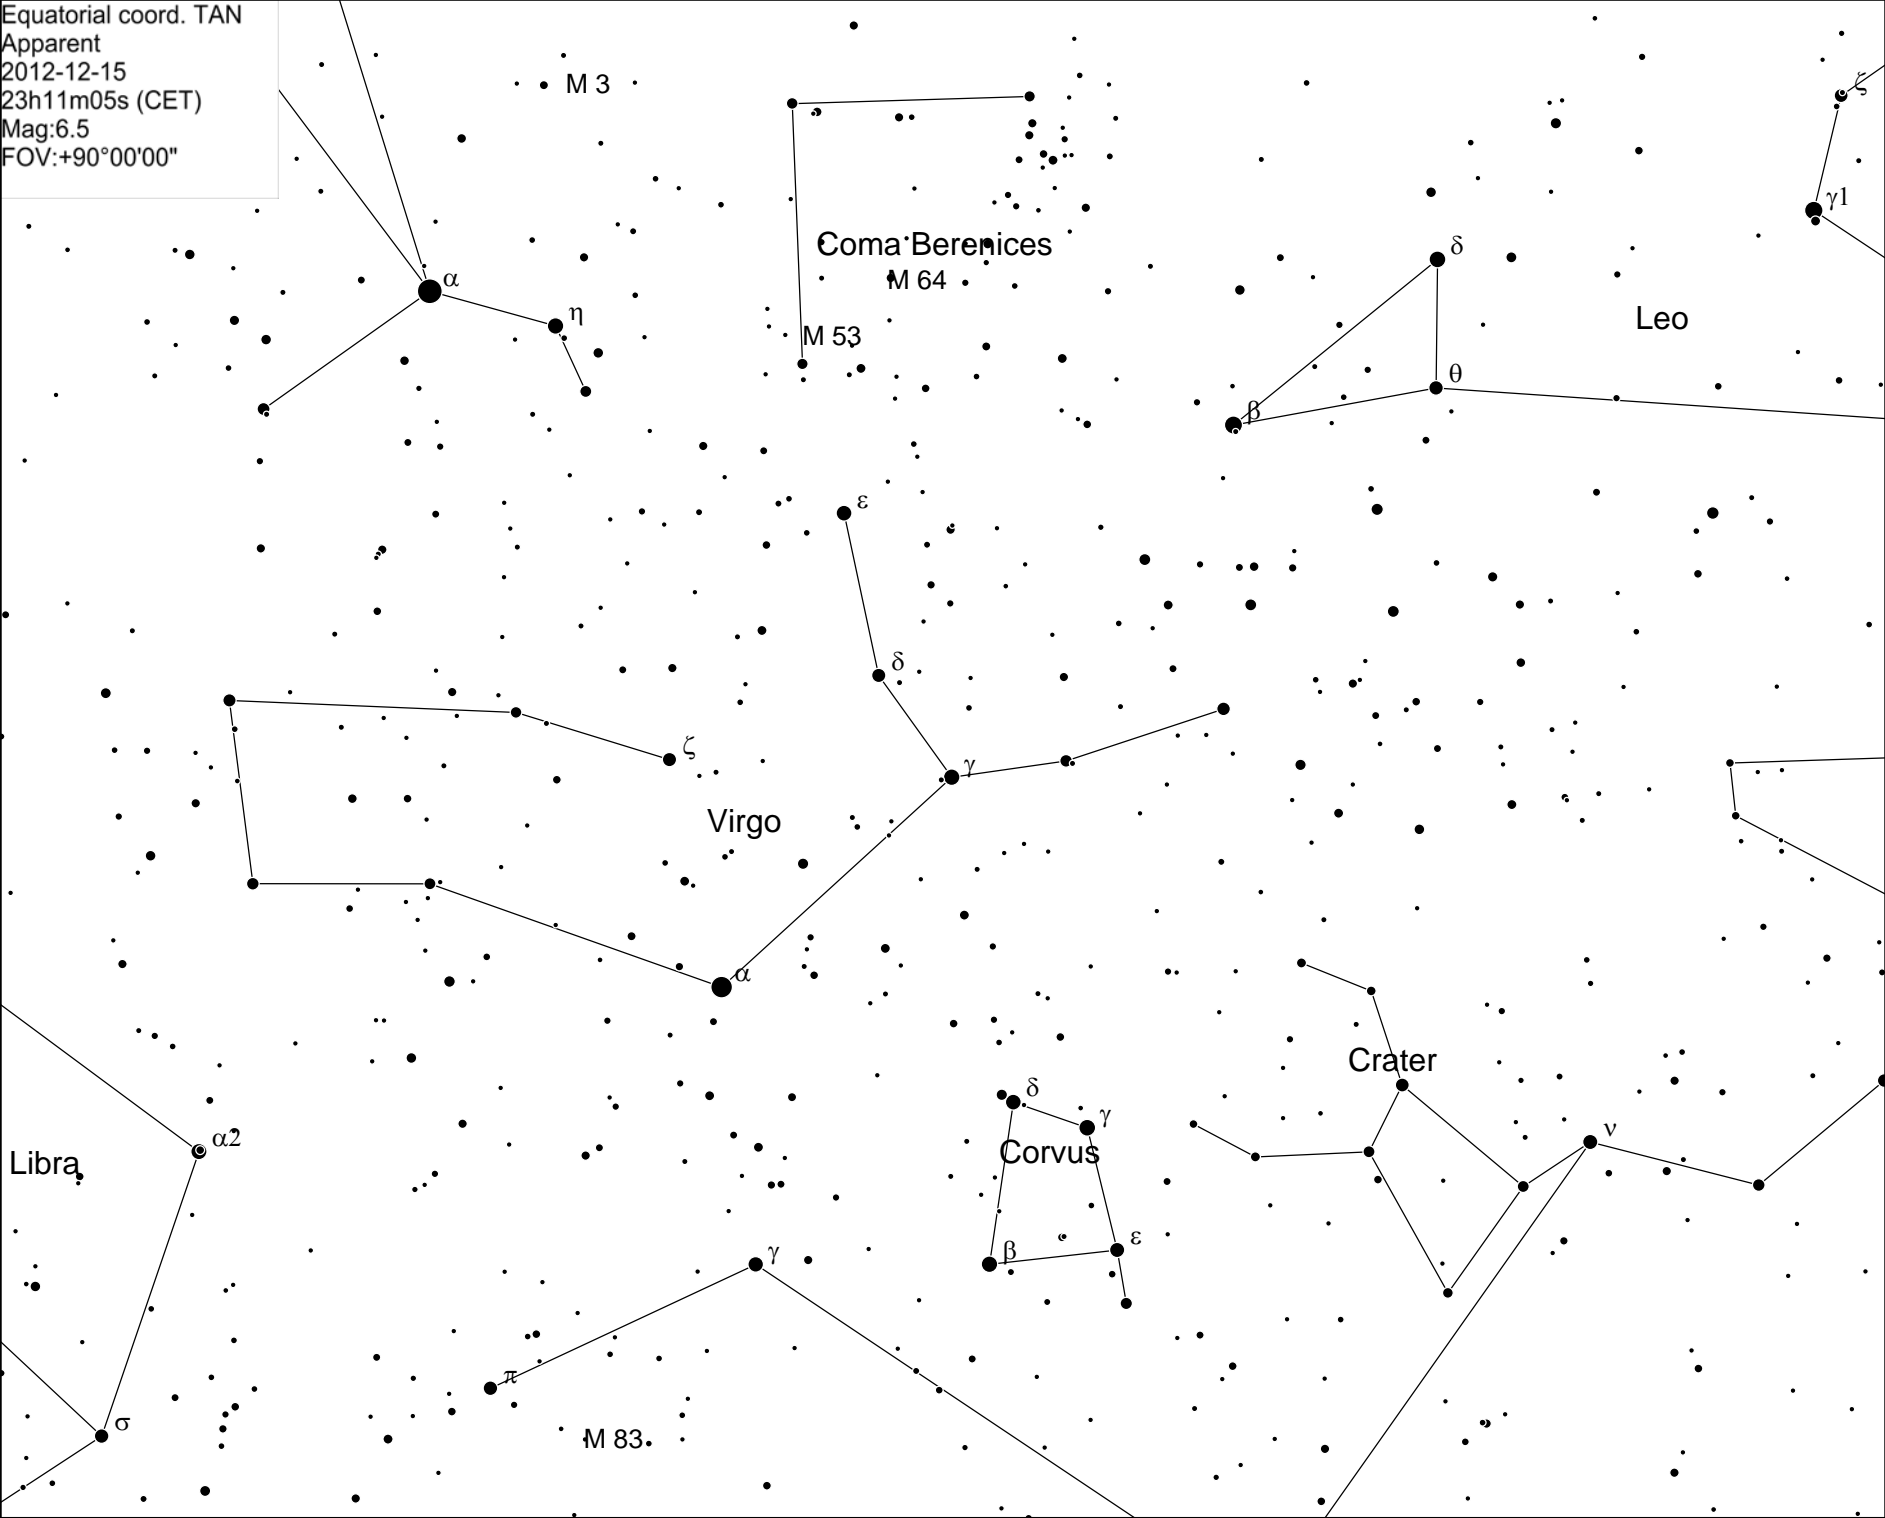 Equatorial coord. TAN
Apparent
2012-12-15
23h11m05s (CET)
Mag:6.5
FOV:+90°00'00"
M 3
ζ
γ1
Coma Berenices
δ
α
M 64
η
Leo
M 53
θ
β
ε
δ
ζ
γ
Virgo
α
Crater
δ
γ
ν
α2
Corvus
Libra
ε
β
γ
π
σ
M 83